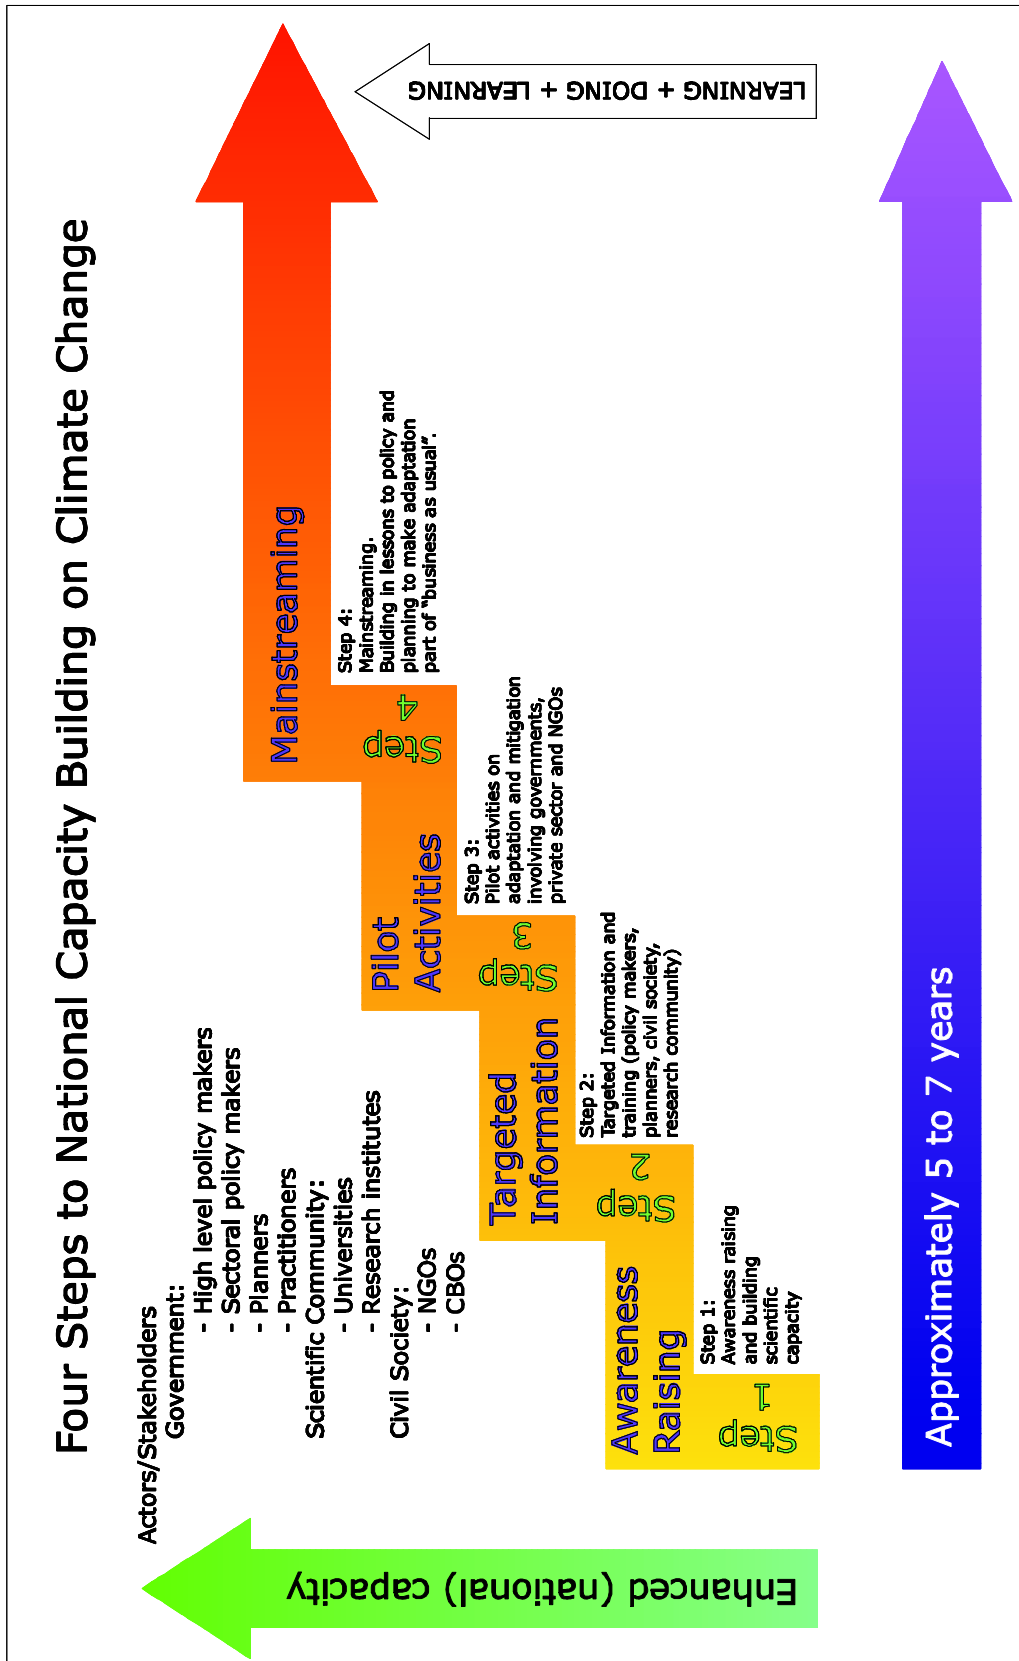 Four Steps to National Capacity Building on Climate Change
Actors/Stakeholders
Government:
- High level policy makers
- Sectoral policy makers
- Planners
- Practitioners
Scientific Community:
- Universities
- Research institutes
Civil Society:
- NGOs
- CBOs
Enhanced (national) capacity
Awareness
Raising
Step
1
Step 1:
Awareness raising
and building
scientific
capacity
Targeted
Information
Step
2
Step 2:
Targeted Information and
training (policy makers,
planners, civil society,
research community)
Pilot
Activities
Step
3
Step 3:
Pilot activities on
adaptation and mitigation
involving governments,
private sector and NGOs
Mainstreaming
Step
4
Step 4:
Mainstreaming.
Building in lessons to policy and
planning to make adaptation
part of “business as usual”.
LEARNING + DOING + LEARNING
Approximately 5 to 7 years